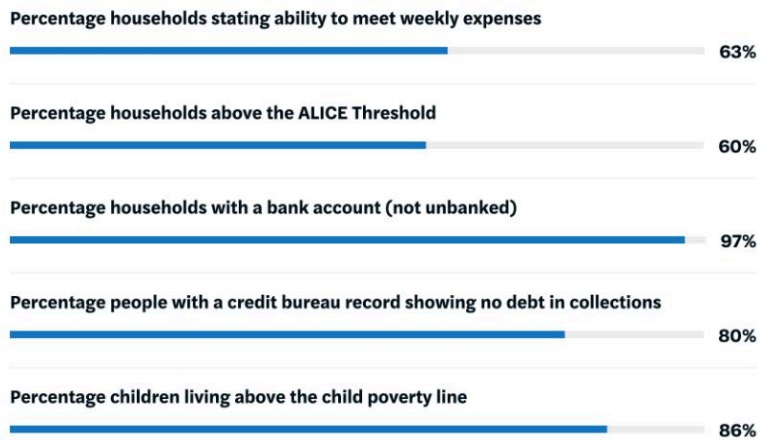 Percentage households stating ability to meet weekly expenses
63%
Percentage households above the ALICE Threshold
60%
Percentage households with a bank account (not unbanked)
97%
Percentage people with a credit bureau record showing no debt in collections
80%
Percentage children living above the child poverty line
86%